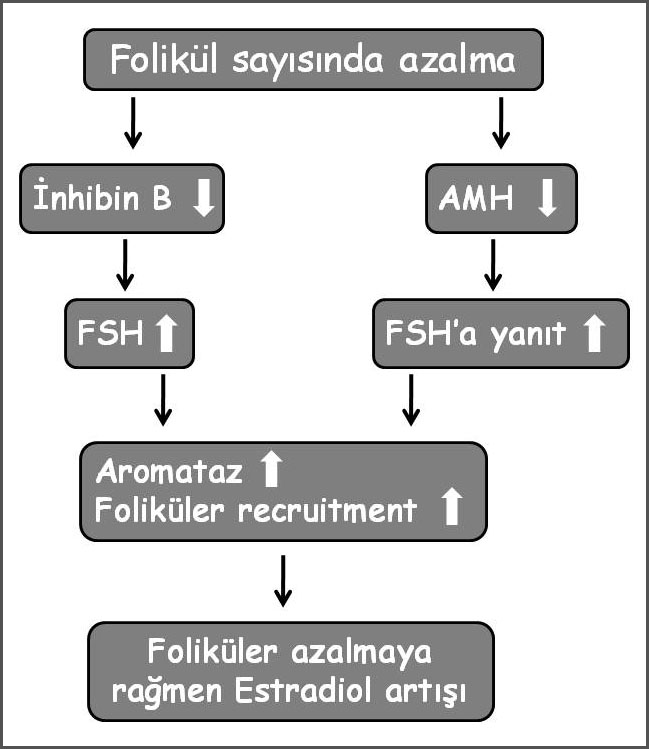 Folikül sayısında azalma
İnhibin B
AMH
FSH
FSH'a yanıt
Aromataz
Foliküler recruitment
Foliküler azalmaya
rağmen Estradiol artışı